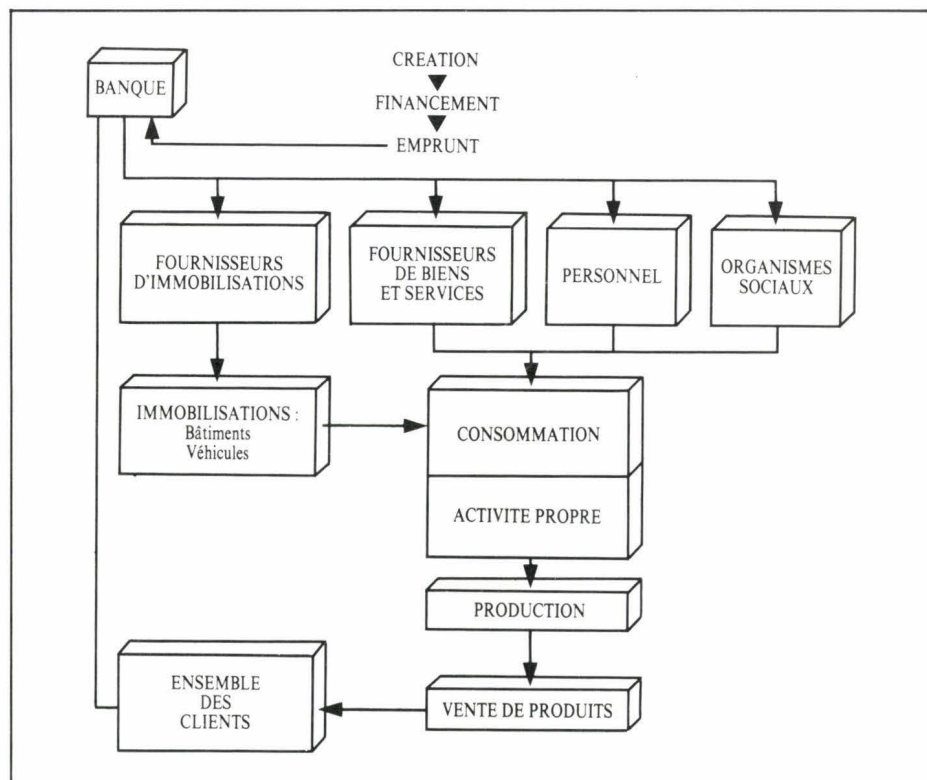 CREATION
BANQUE
FINANCEMENT
EMPRUNT
FOURNISSEURS
D'IMMOBILISATIONS
FOURNISSEURS
DE BIENS
ET SERVICES
PERSONNEL
ORGANISMES
SOCIAUX
IMMOBILISATIONS :
Bâtiments
Véhicules
CONSOMMATION
ACTIVITE PROPRE
PRODUCTION
ENSEMBLE
DES
CLIENTS
VENTE DE PRODUITS